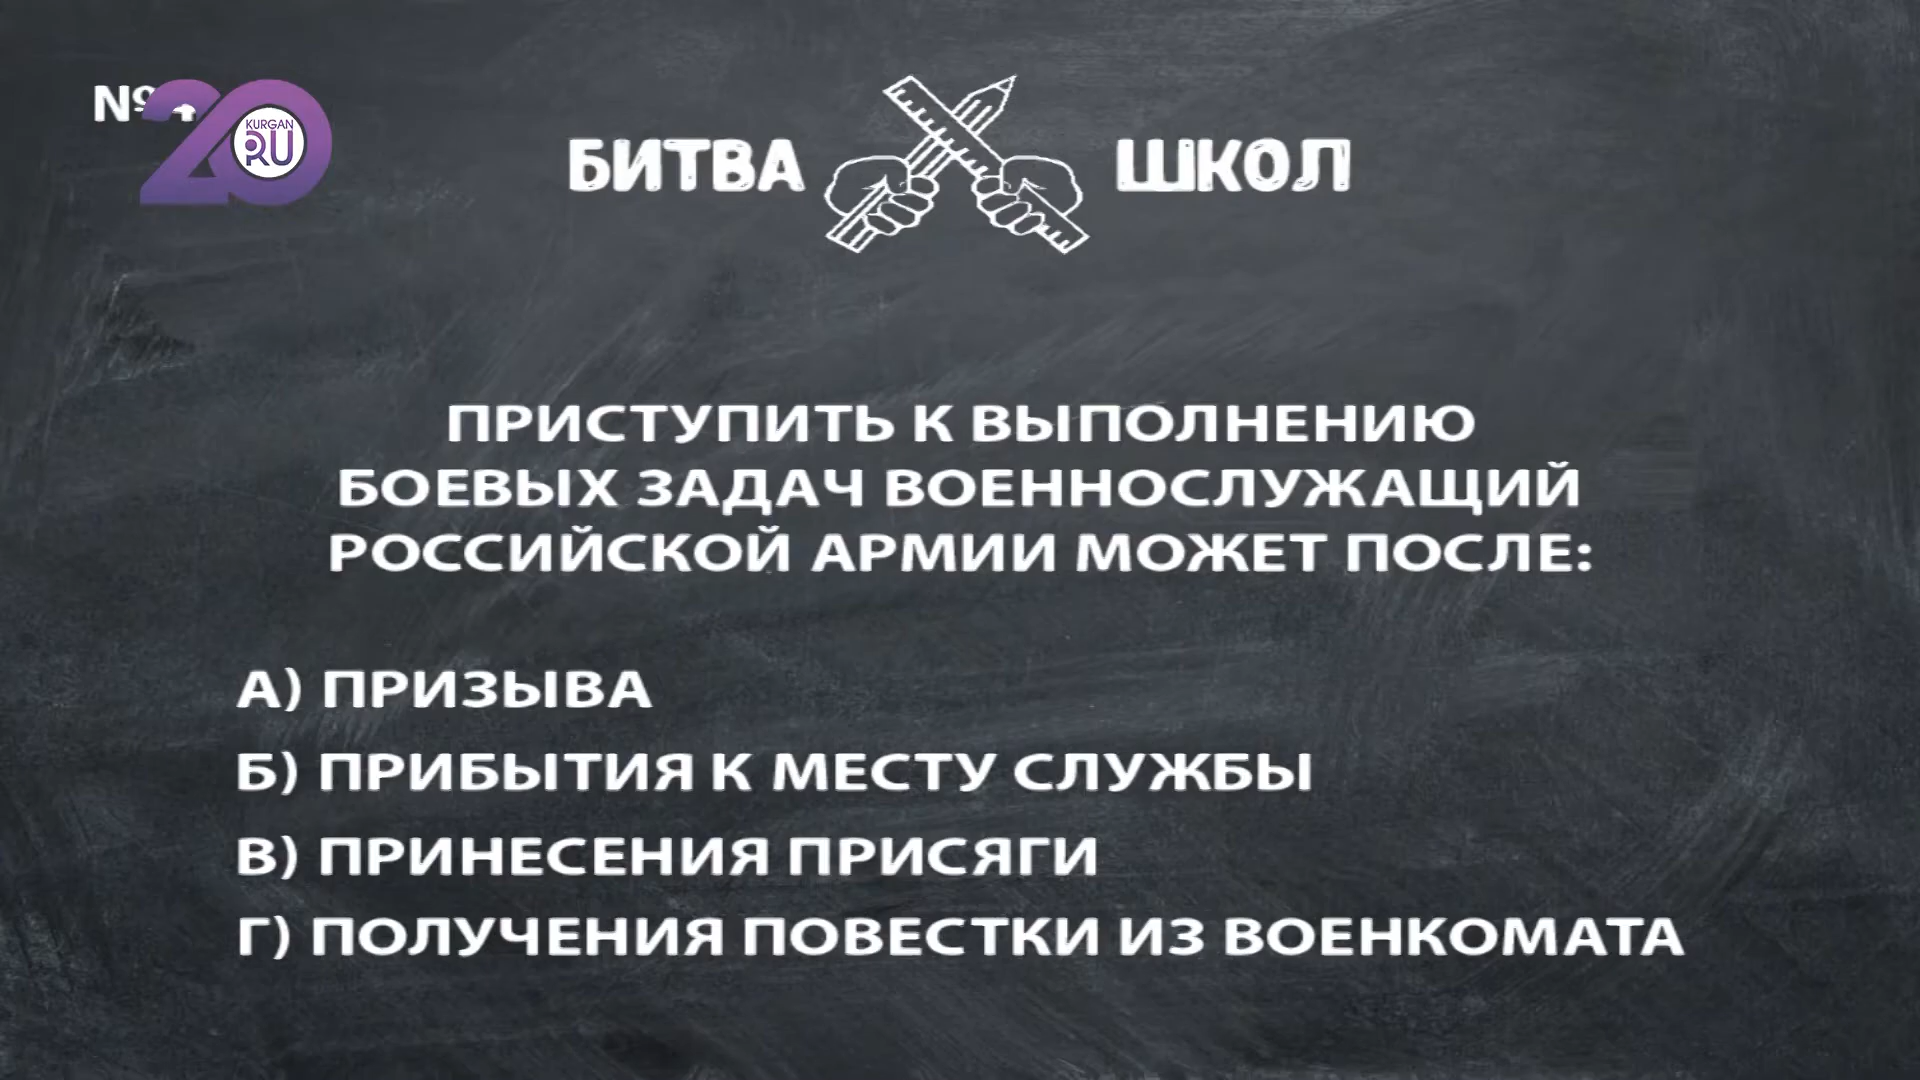 №
20
KURGAN
RU
БИТВА ШКОЛ
ПРИСТУПИТЬ К ВЫПОЛНЕНИЮ
БОЕВЫХ ЗАДАЧ ВОЕННОСЛУЖАЩИЙ
РОССИЙСКОЙ АРМИИ МОЖЕТ ПОСЛЕ:
А) ПРИЗЫВА
Б) ПРИБЫТИЯ К МЕСТУ СЛУЖБЫ
В) ПРИНЕСЕНИЯ ПРИСЯГИ
Г) ПОЛУЧЕНИЯ ПОВЕСТКИ ИЗ ВОЕНКОМАТА